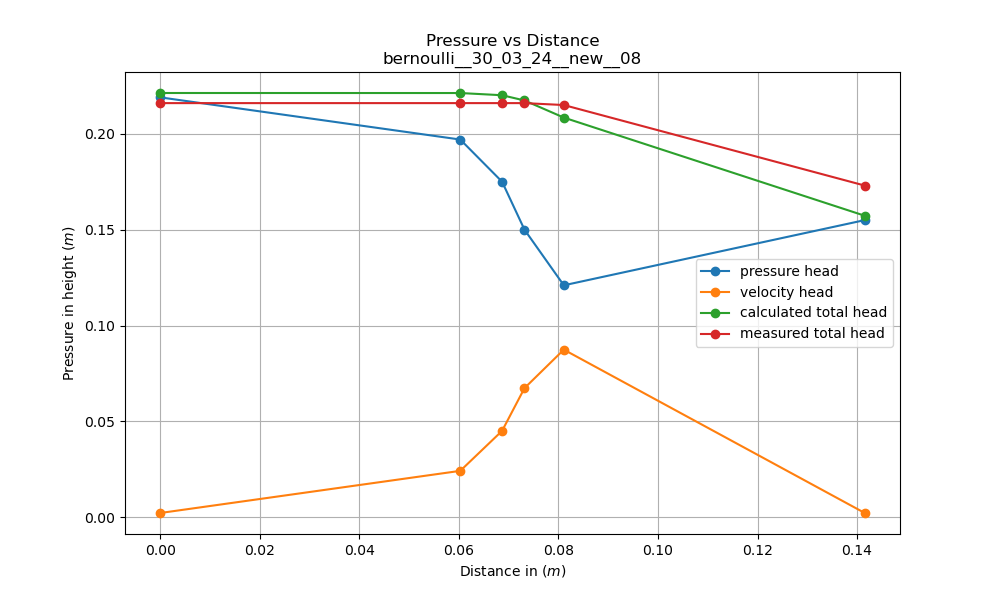 Pressure vs Distance
bernoulli__30_03_24__new__08
Pressure in height (m)
0.20
0.15
0.10
0.05
0.00
pressure head
velocity head
calculated total head
measured total head
0.00 0.02 0.04 0.06 0.08 0.10 0.12 0.14
Distance in (m)